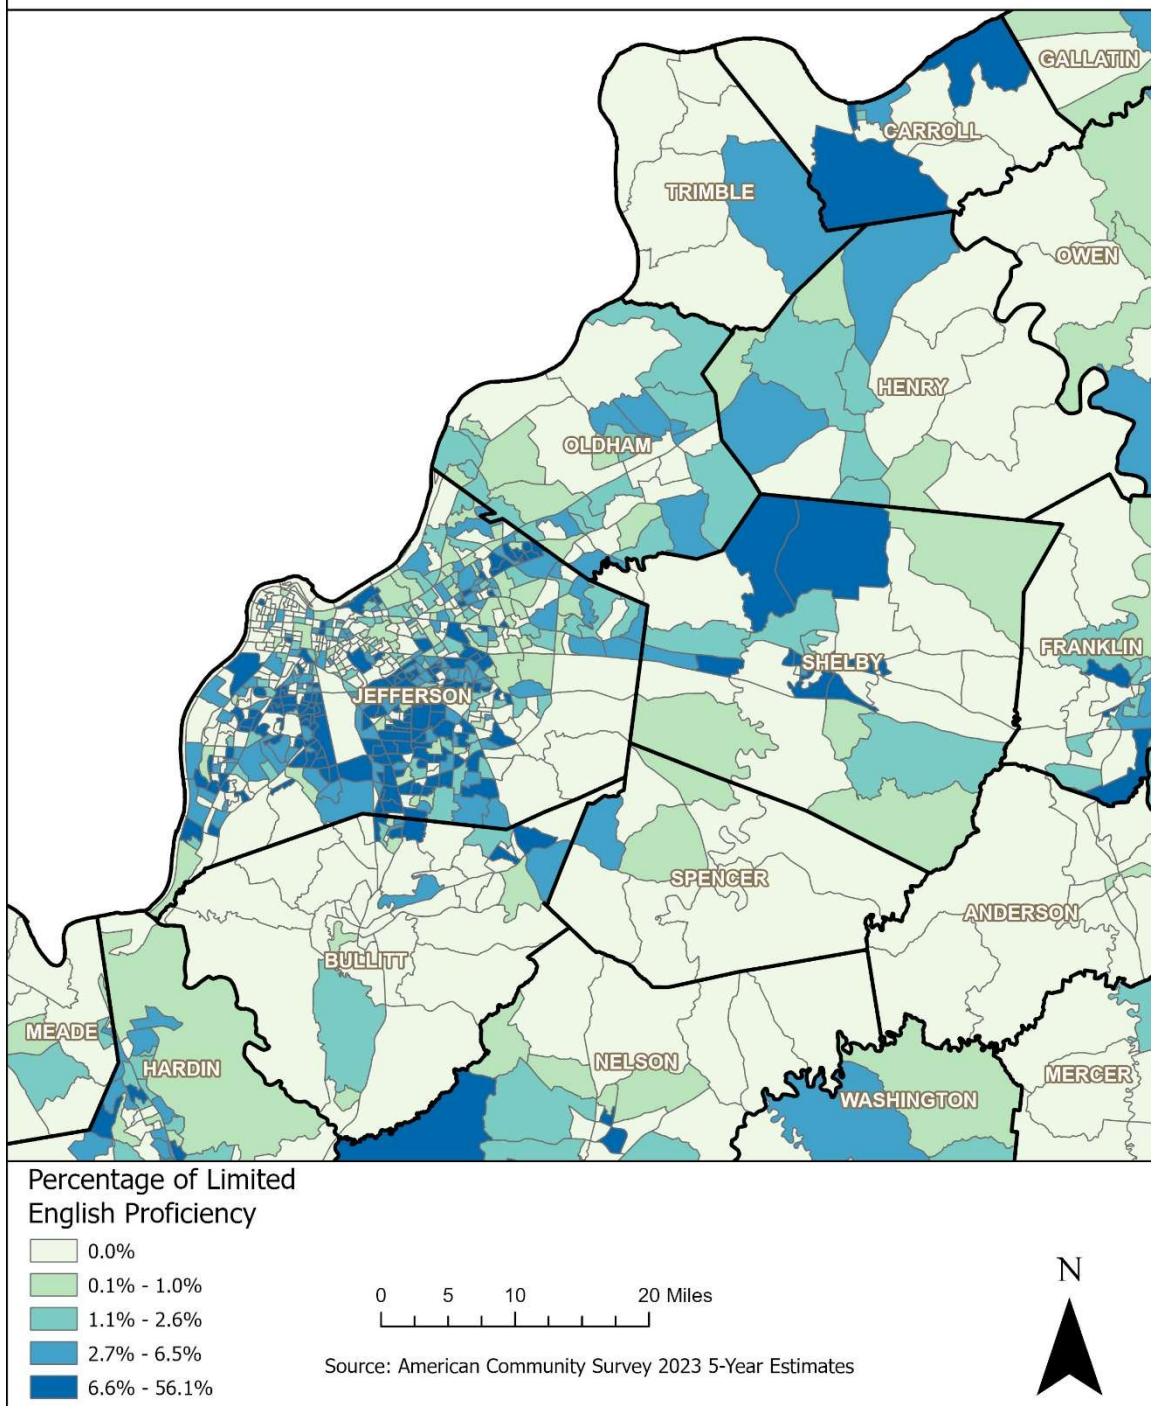 GALLATIN
CARROLL
TRIMBLE
OWEN
HENRY
OLDHAM
FRANKLIN
SHELBY
JEFFERSON
SPENCER
ANDERSON
BULLITT
MEADE
HARDIN
NELSON
MERCER
WASHINGTON
Percentage of Limited
English Proficiency
0.0%
0.1% - 1.0%
1.1% - 2.6%
2.7% - 6.5%
6.6% - 56.1%
0 5 10 20 Miles
Source: American Community Survey 2023 5-Year Estimates
N